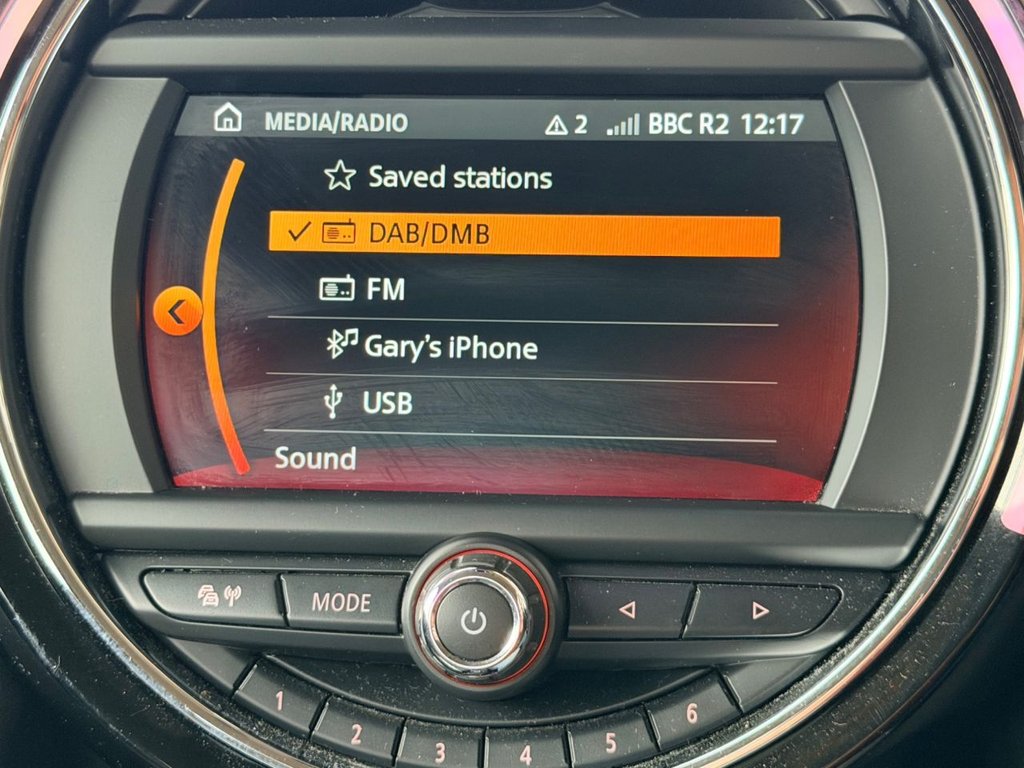 MEDIA/RADIO 2 BBC R2 12:17
Saved stations
DAB/DMB
FM
Gary's iPhone
USB
Sound
MODE
1 2 3 4 5 6